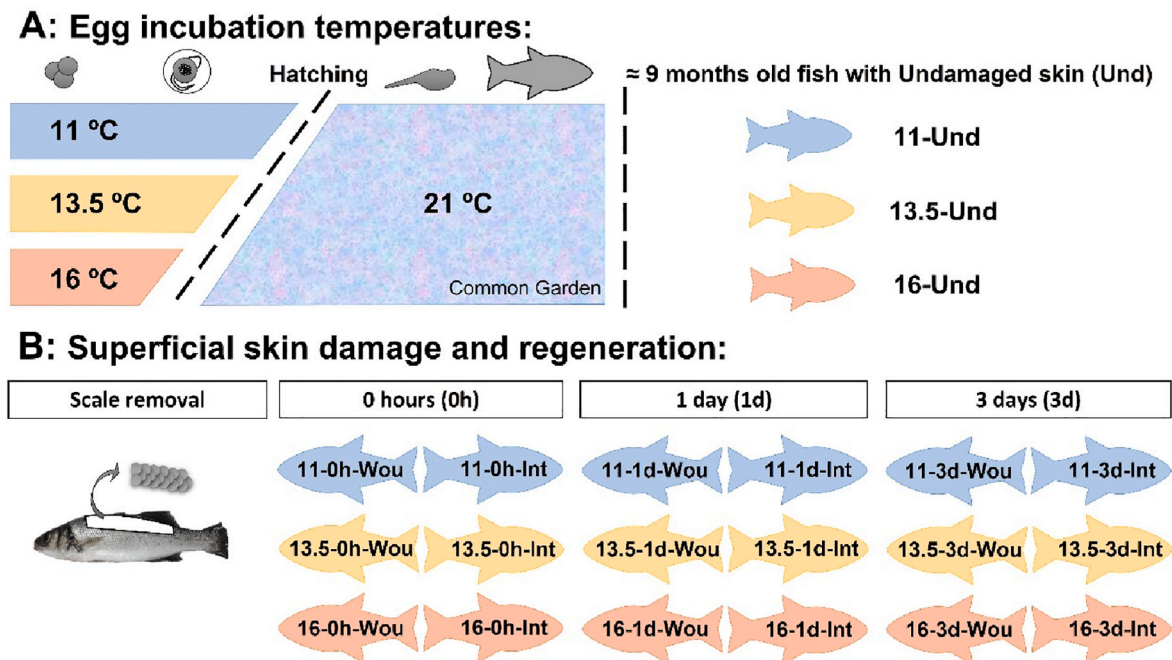 A: Egg incubation temperatures:
Hatching
≈ 9 months old fish with Undamaged skin (Und)
11 ºC
11-Und
13.5 ºC
21 ºC
13.5-Und
16 ºC
Common Garden
16-Und
B: Superficial skin damage and regeneration:
Scale removal
0 hours (0h)
1 day (1d)
3 days (3d)
11-0h-Wou
11-0h-Int
11-1d-Wou
11-1d-Int
11-3d-Wou
11-3d-Int
13.5-0h-Wou
13.5-0h-Int
13.5-1d-Wou
13.5-1d-Int
13.5-3d-Wou
13.5-3d-Int
16-0h-Wou
16-0h-Int
16-1d-Wou
16-1d-Int
16-3d-Wou
16-3d-Int